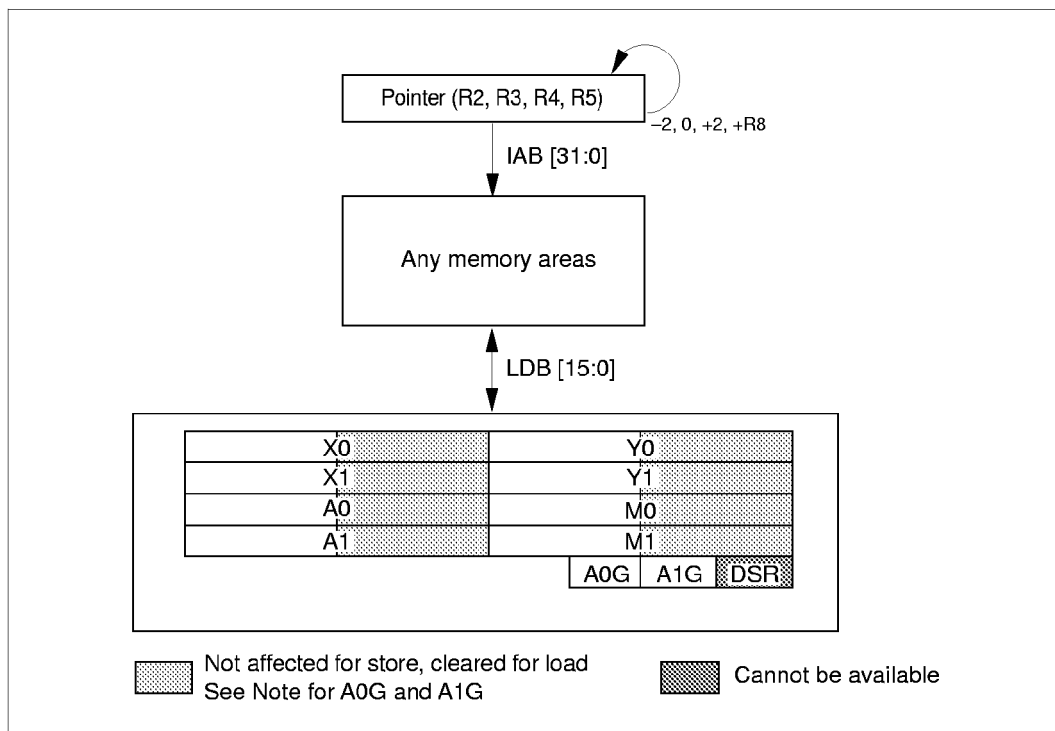 Pointer (R2, R3, R4, R5)
−2, 0, +2, +R8
IAB [31:0]
Any memory areas
LDB [15:0]
X0 Y0
X1 Y1
A0 M0
A1 M1
A0G A1G DSR
Not affected for store, cleared for load
See Note for A0G and A1G
Cannot be available